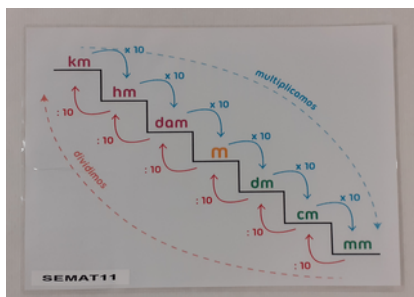 km
x 10
hm
x 10
: 10
multiplicamos
dam
x 10
: 10
m
x 10
: 10
dividimos
dm
x 10
: 10
cm
x 10
: 10
mm
: 10
SEMAT11